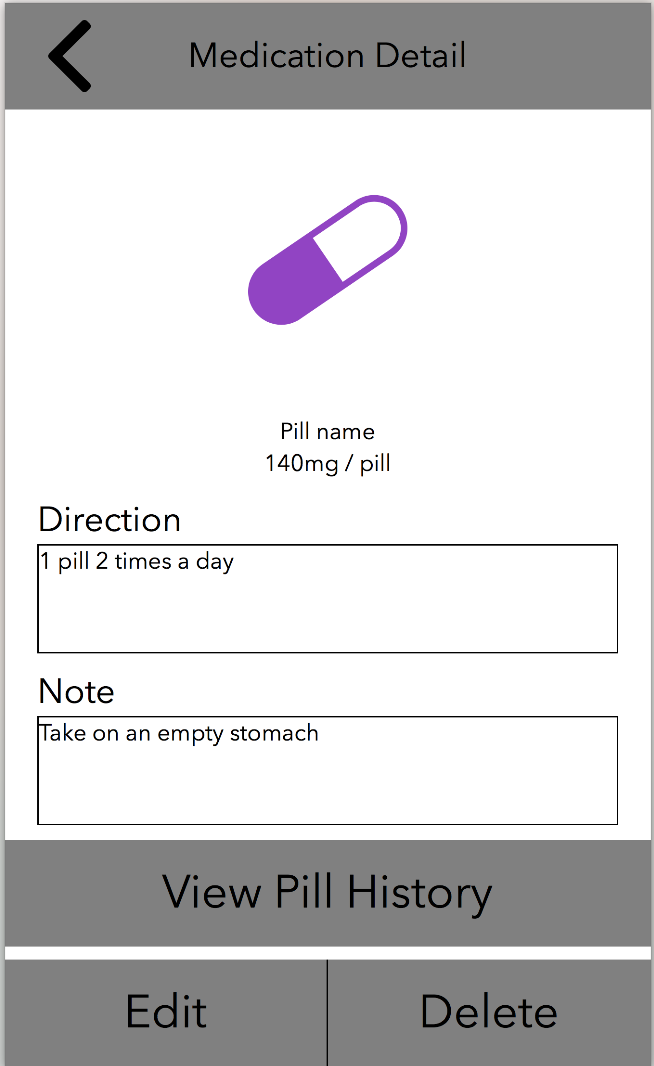 Medication Detail
Pill name
140mg / pill
Direction
1 pill 2 times a day
Note
Take on an empty stomach
View Pill History
Edit
Delete